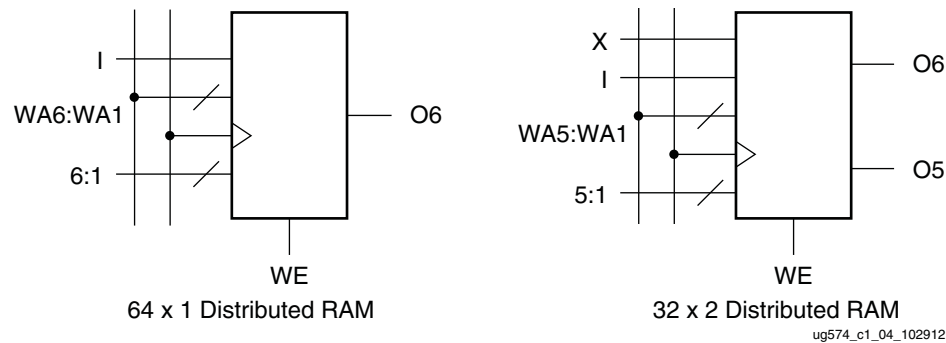 I
WA6:WA1
O6
6:1
WE
64 x 1 Distributed RAM
X
O6
I
WA5:WA1
O5
5:1
WE
32 x 2 Distributed RAM
ug574_c1_04_102912